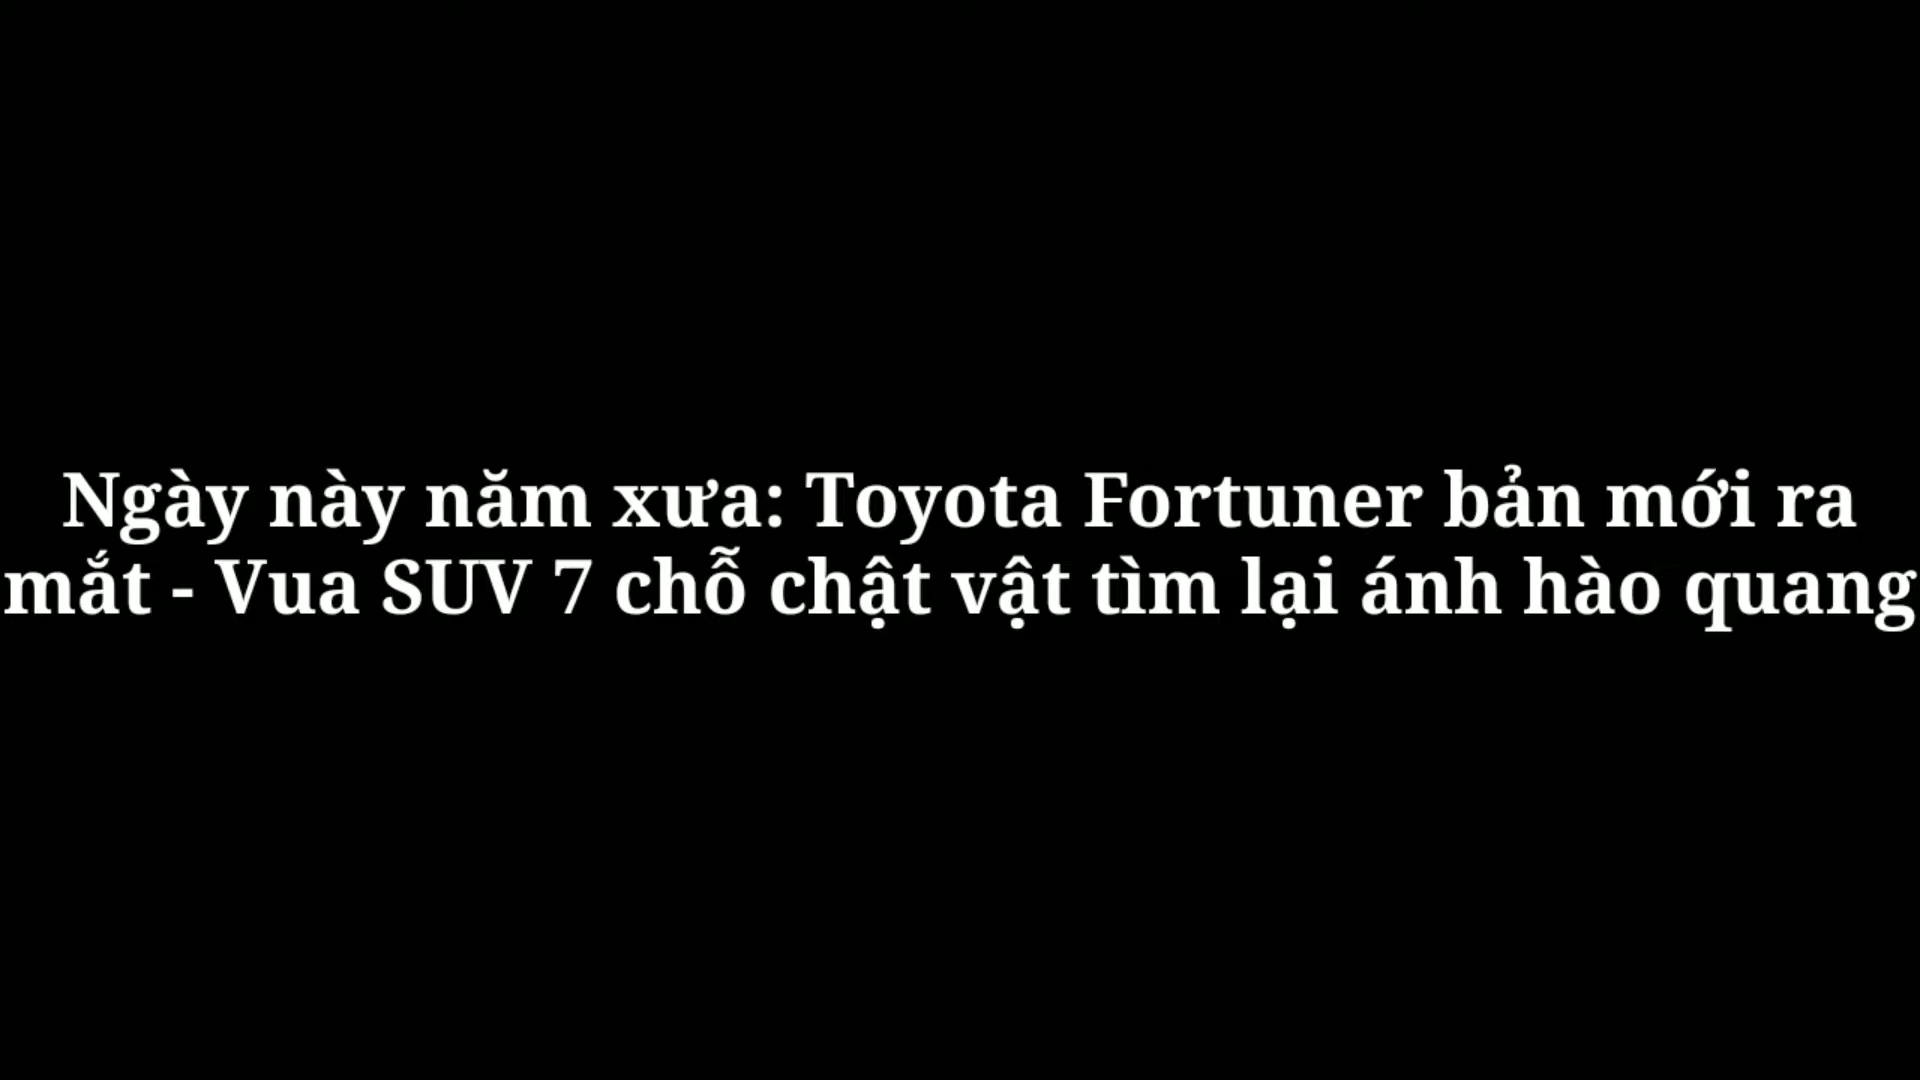 Ngày này năm xưa: Toyota Fortuner bản mới ra
mắt - Vua SUV 7 chỗ chật vật tìm lại ánh hào quang